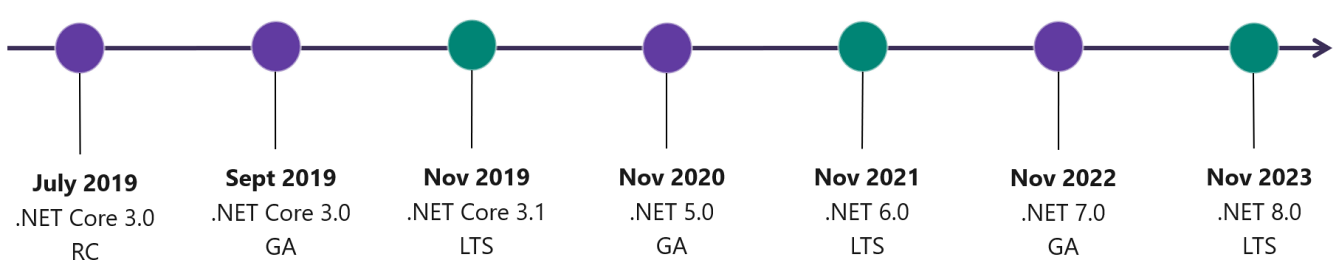 July 2019
.NET Core 3.0
RC
Sept 2019
.NET Core 3.0
GA
Nov 2019
.NET Core 3.1
LTS
Nov 2020
.NET 5.0
GA
Nov 2021
.NET 6.0
LTS
Nov 2022
.NET 7.0
GA
Nov 2023
.NET 8.0
LTS